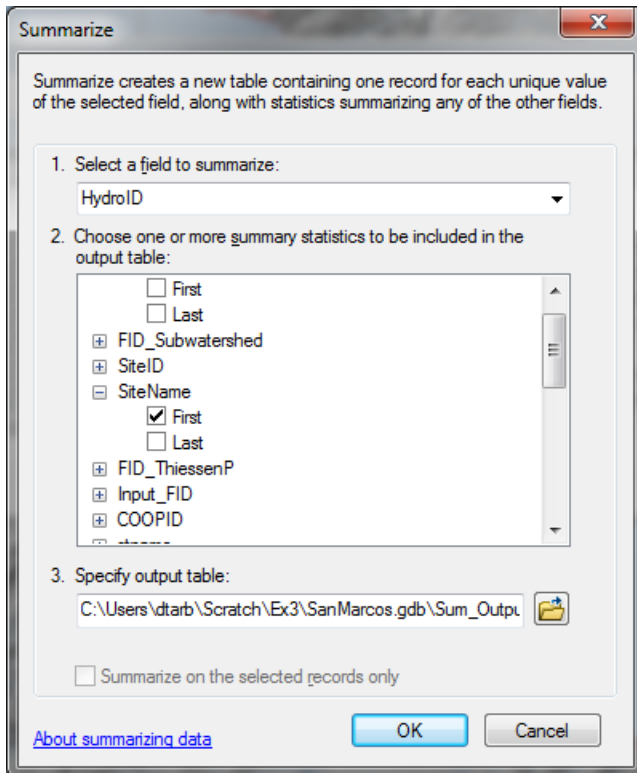 Summarize
Summarize creates a new table containing one record for each unique value
of the selected field, along with statistics summarizing any of the other fields.
1. Select a field to summarize:
HydroID
2. Choose one or more summary statistics to be included in the
output table:
First
Last
FID_Subwatershed
SiteID
SiteName
First
Last
FID_ThiessenP
Input_FID
COOPID
3. Specify output table:
C:\Users\dtarb\Scratch\Ex3\SanMarcos.gdb\Sum_Outpu
Summarize on the selected records only
About summarizing data
OK
Cancel